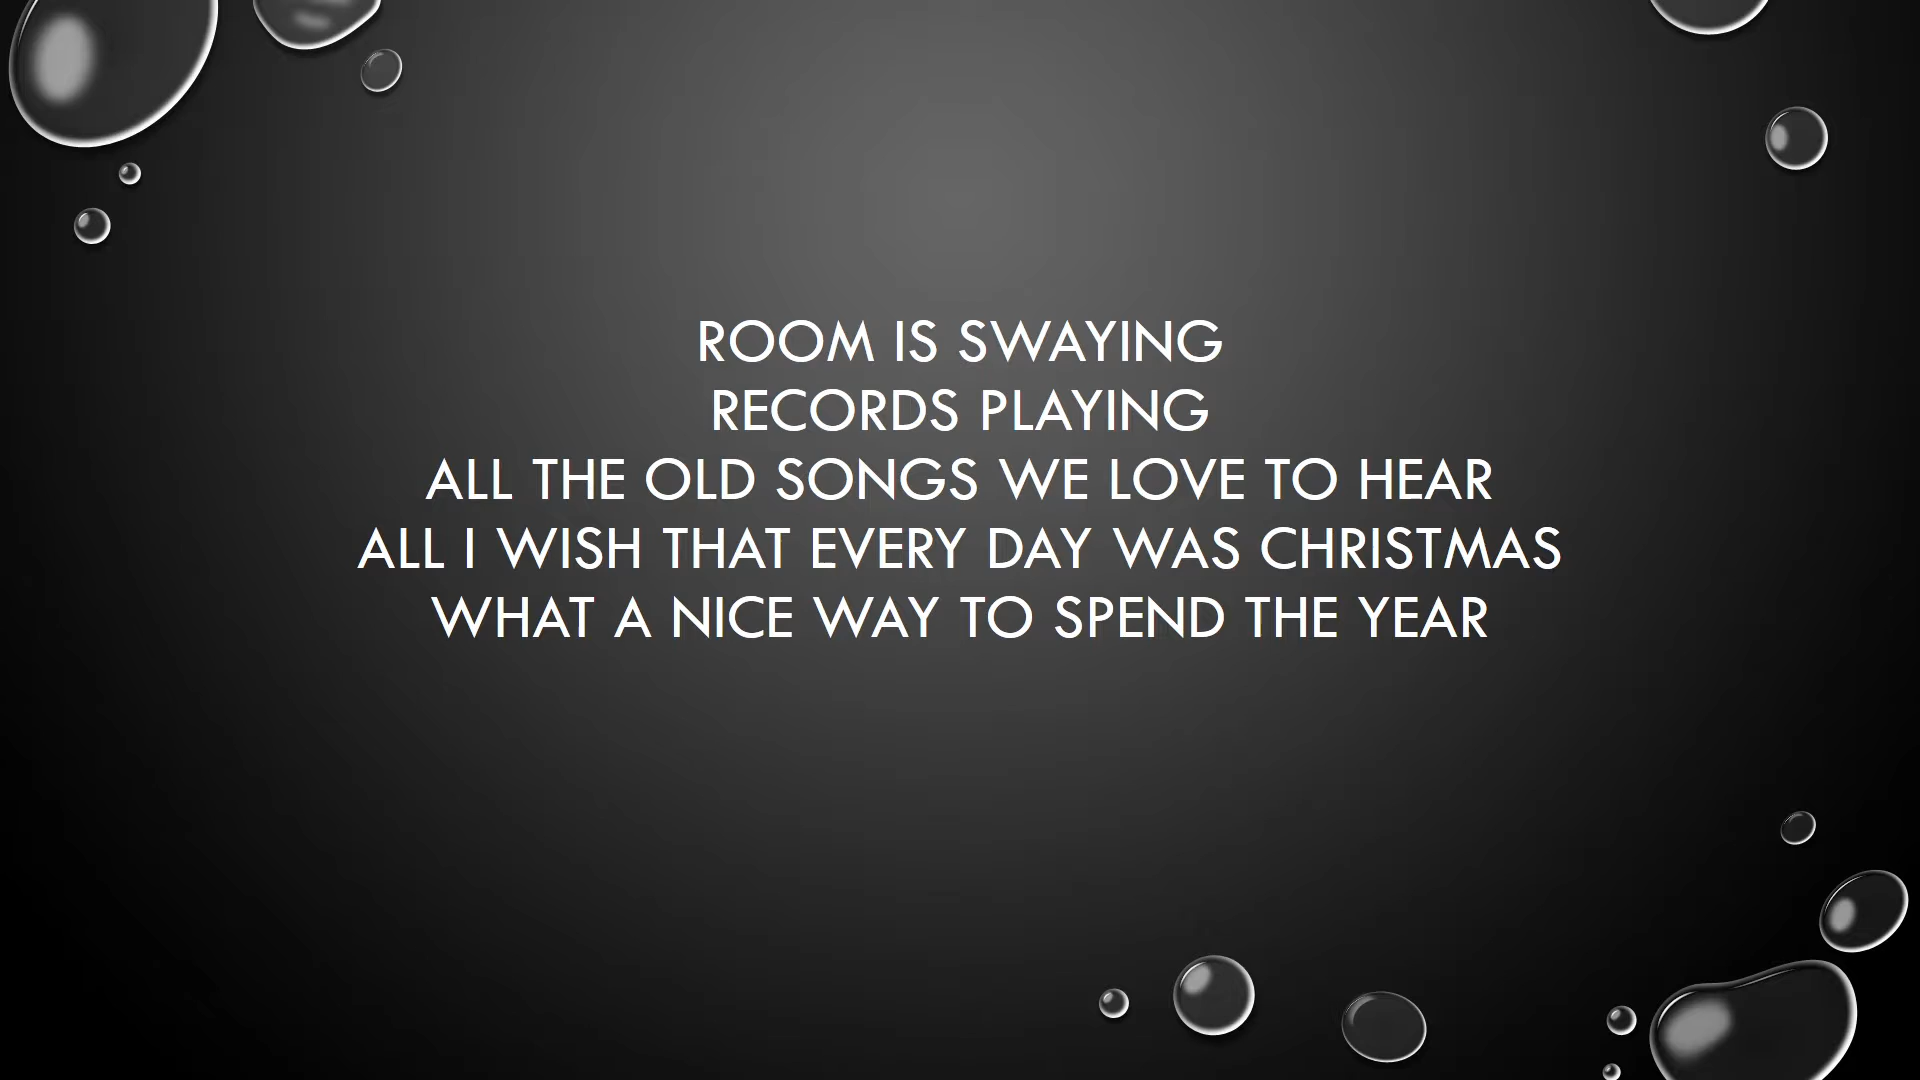 ROOM IS SWAYING
RECORDS PLAYING
ALL THE OLD SONGS WE LOVE TO HEAR
ALL I WISH THAT EVERY DAY WAS CHRISTMAS
WHAT A NICE WAY TO SPEND THE YEAR